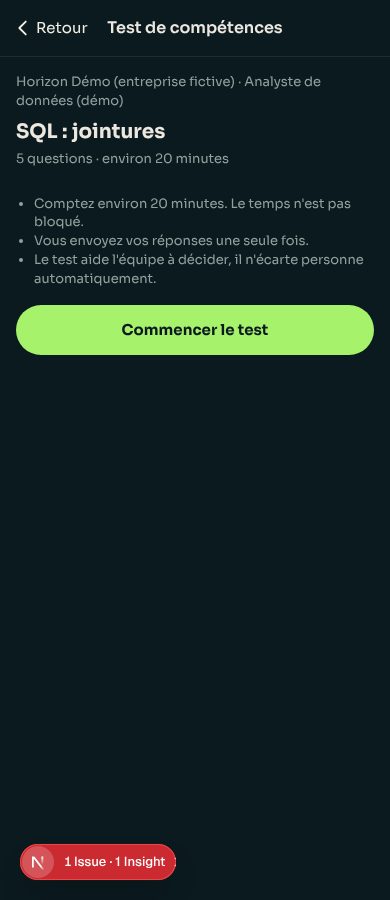 Retour Test de compétences
Horizon Démo (entreprise fictive) · Analyste de
données (démo)
SQL : jointures
5 questions · environ 20 minutes
• Comptez environ 20 minutes. Le temps n'est pas
bloqué.
• Vous envoyez vos réponses une seule fois.
• Le test aide l'équipe à décider, il n'écarte personne
automatiquement.
Commencer le test
N 1 Issue · 1 Insight